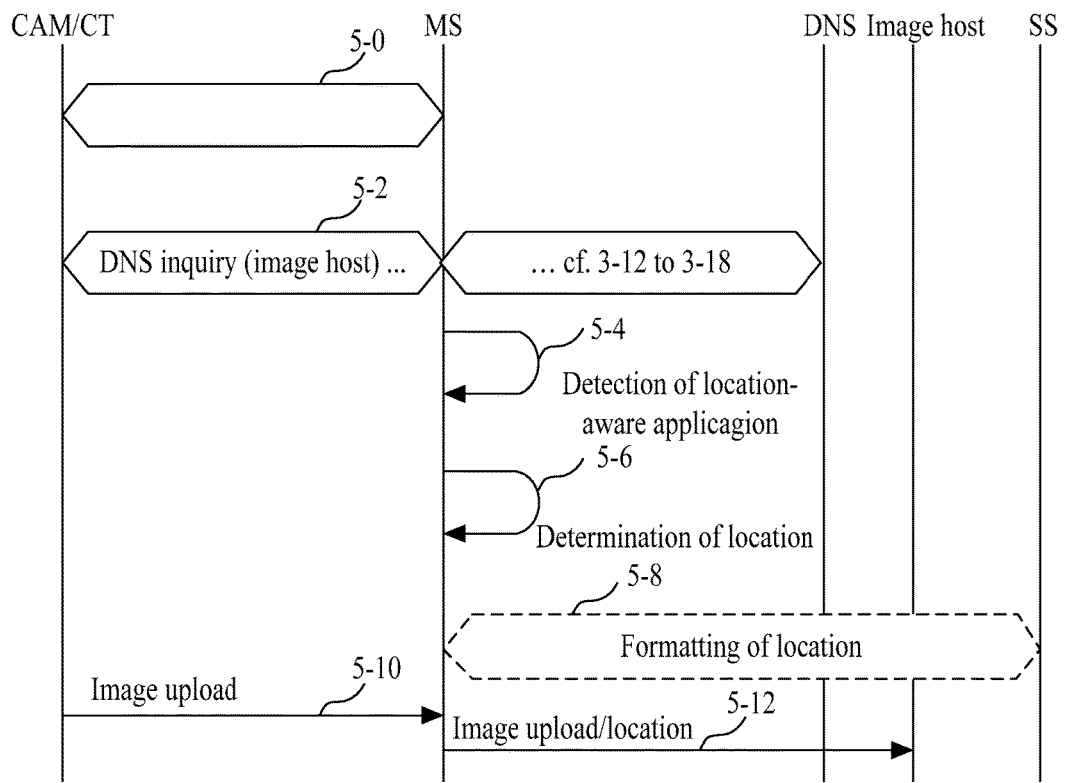 CAM/CT MS DNS Image host SS
5-0
5-2
DNS inquiry (image host) ... ... cf. 3-12 to 3-18
5-4
Detection of location-
aware applicagion
5-6
Determination of location
5-8
Formatting of location
5-10
Image upload
5-12
Image upload/location